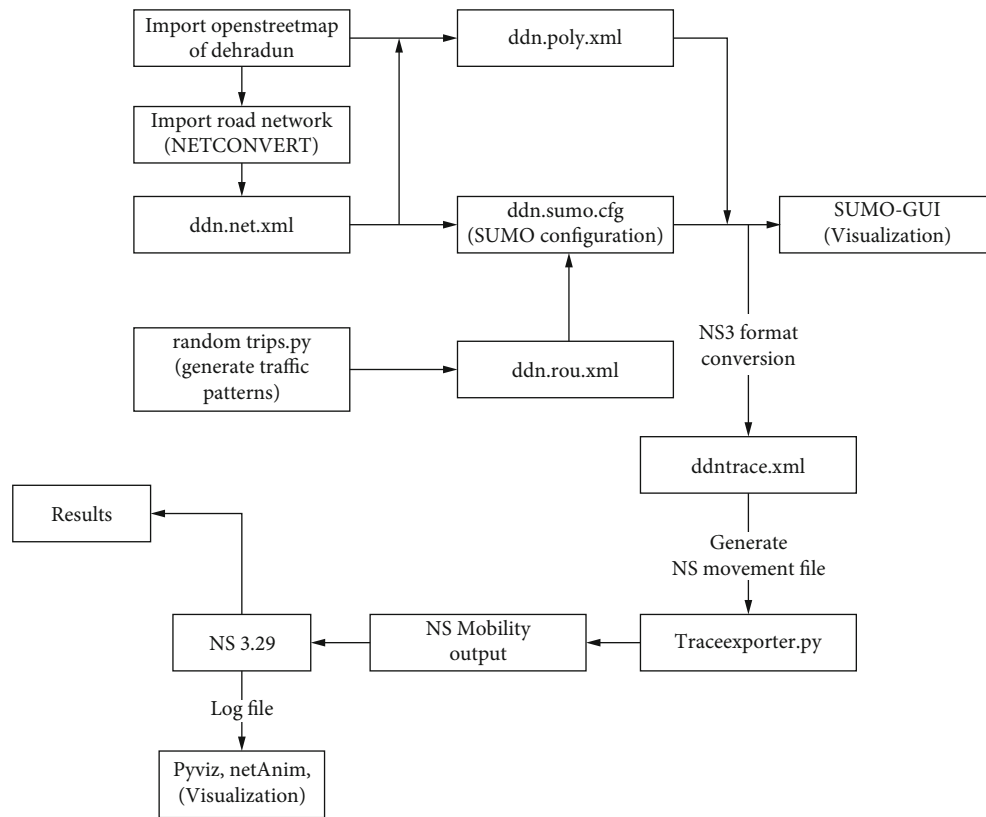 Import openstreetmap
of dehradun
ddn.poly.xml
Import road network
(NETCONVERT)
ddn.net.xml
ddn.sumo.cfg
(SUMO configuration)
SUMO-GUI
(Visualization)
random trips.py
(generate traffic
patterns)
ddn.rou.xml
NS3 format
conversion
ddntrace.xml
Results
Generate
NS movement file
NS 3.29
NS Mobility
output
Traceexporter.py
Log file
Pyviz, netAnim,
(Visualization)